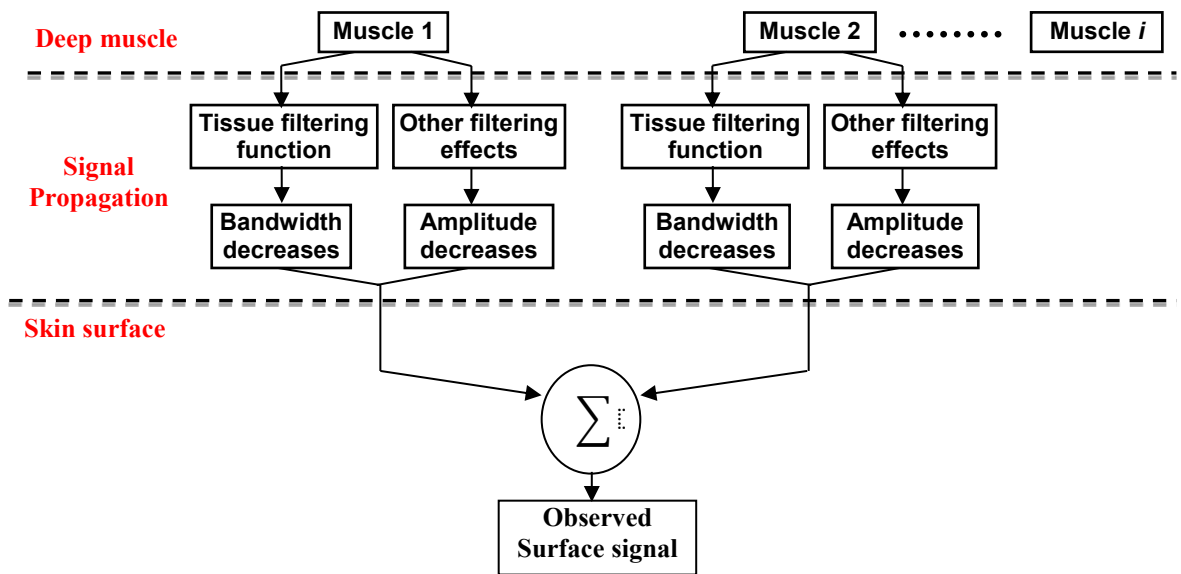 Deep muscle
Muscle 1
Muscle 2
Muscle i
Signal
Propagation
Tissue filtering
function
Other filtering
effects
Tissue filtering
function
Other filtering
effects
Bandwidth
decreases
Amplitude
decreases
Bandwidth
decreases
Amplitude
decreases
Skin surface
∑
Observed
Surface signal